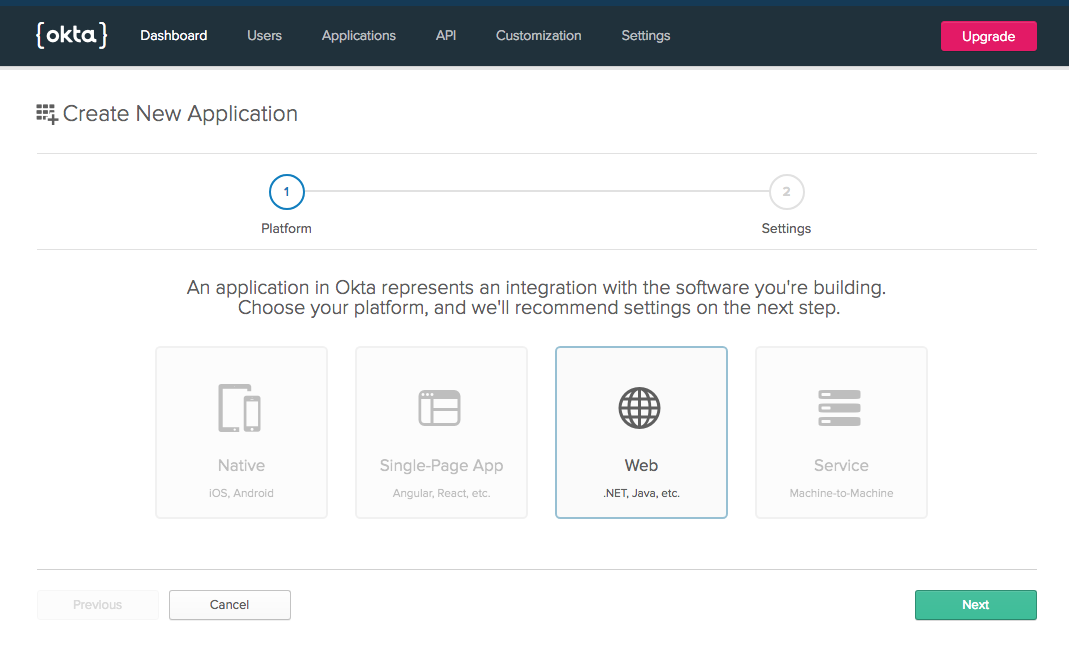 {okta} Dashboard Users Applications API Customization Settings Upgrade
Create New Application
1 2
Platform Settings
An application in Okta represents an integration with the software you're building.
Choose your platform, and we'll recommend settings on the next step.
Native Single-Page App Web Service
iOS, Android Angular, React, etc. .NET, Java, etc. Machine-to-Machine
Previous Cancel Next